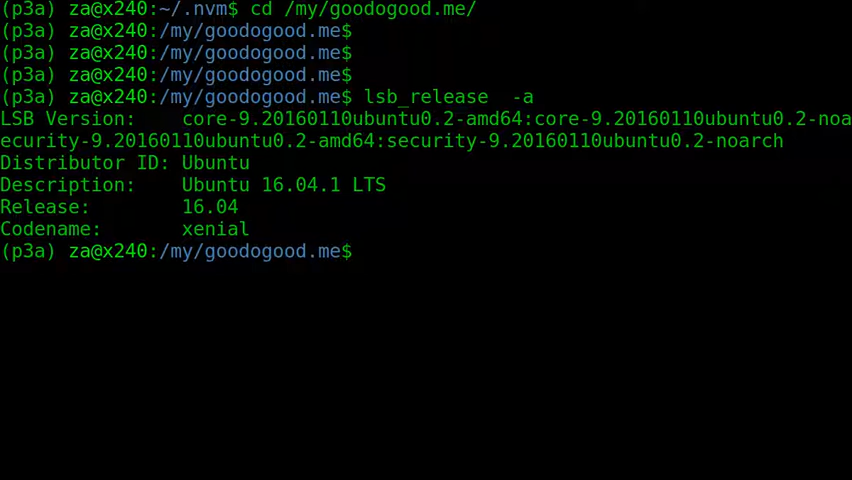 (p3a) za@x240:~/.nvm$ cd /my/goodogood.me/
(p3a) za@x240:/my/goodogood.me$
(p3a) za@x240:/my/goodogood.me$
(p3a) za@x240:/my/goodogood.me$
(p3a) za@x240:/my/goodogood.me$ lsb_release  -a
LSB Version:    core-9.20160110ubuntu0.2-amd64:core-9.20160110ubuntu0.2-noa
ecurity-9.20160110ubuntu0.2-amd64:security-9.20160110ubuntu0.2-noarch
Distributor ID: Ubuntu
Description:    Ubuntu 16.04.1 LTS
Release:        16.04
Codename:       xenial
(p3a) za@x240:/my/goodogood.me$